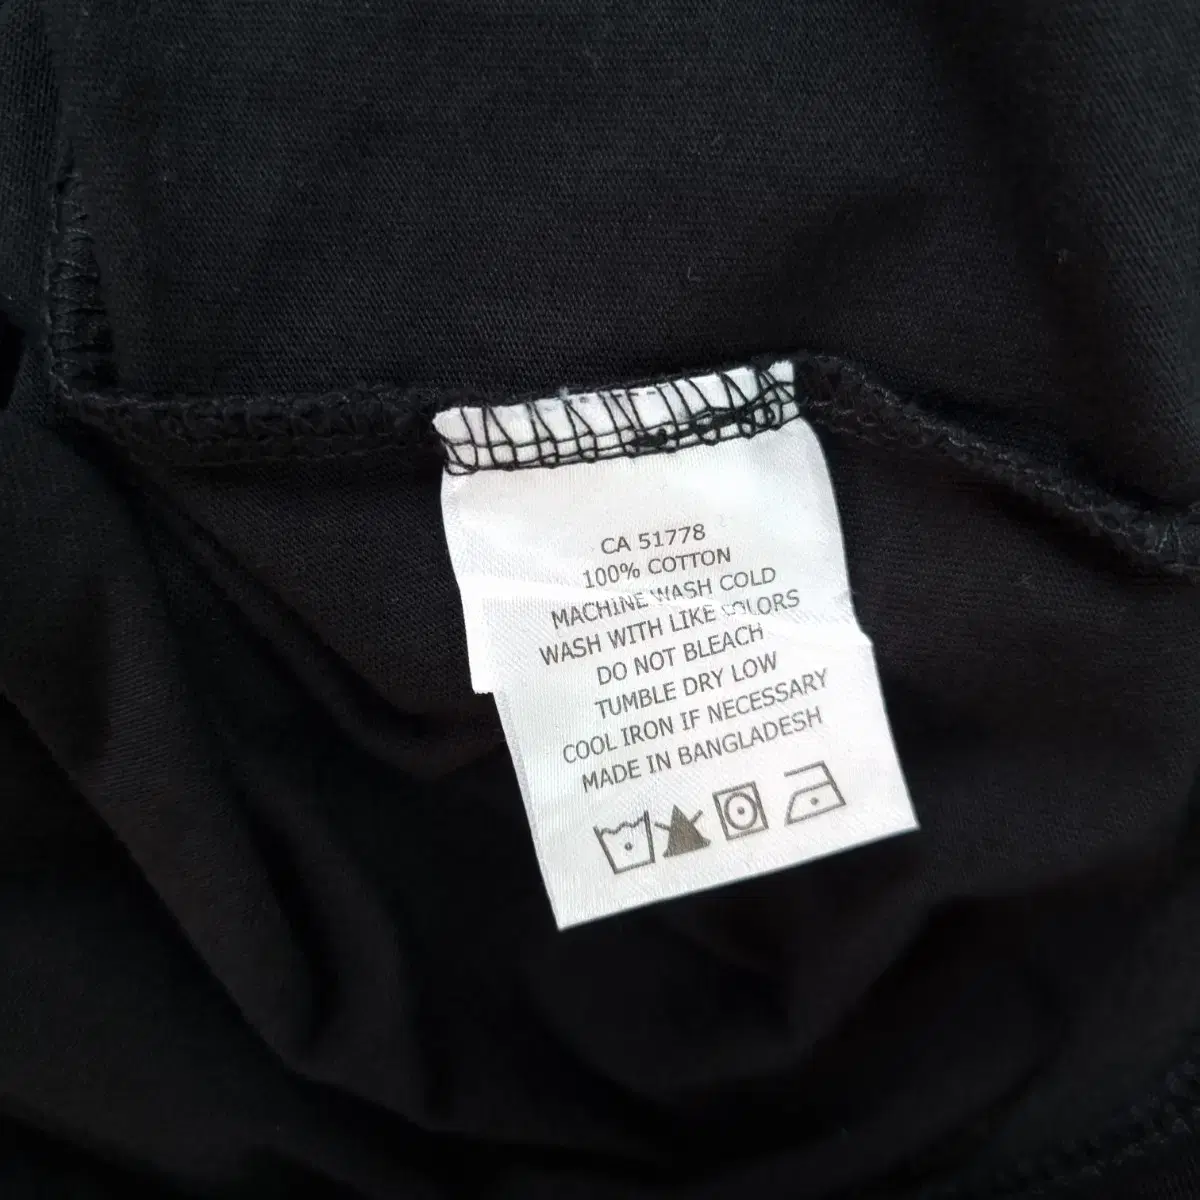 CA 51778
100% COTTON
MACHINE WASH COLD
WASH WITH LIKE COLORS
DO NOT BLEACH
TUMBLE DRY LOW
COOL IRON IF NECESSARY
MADE IN BANGLADESH